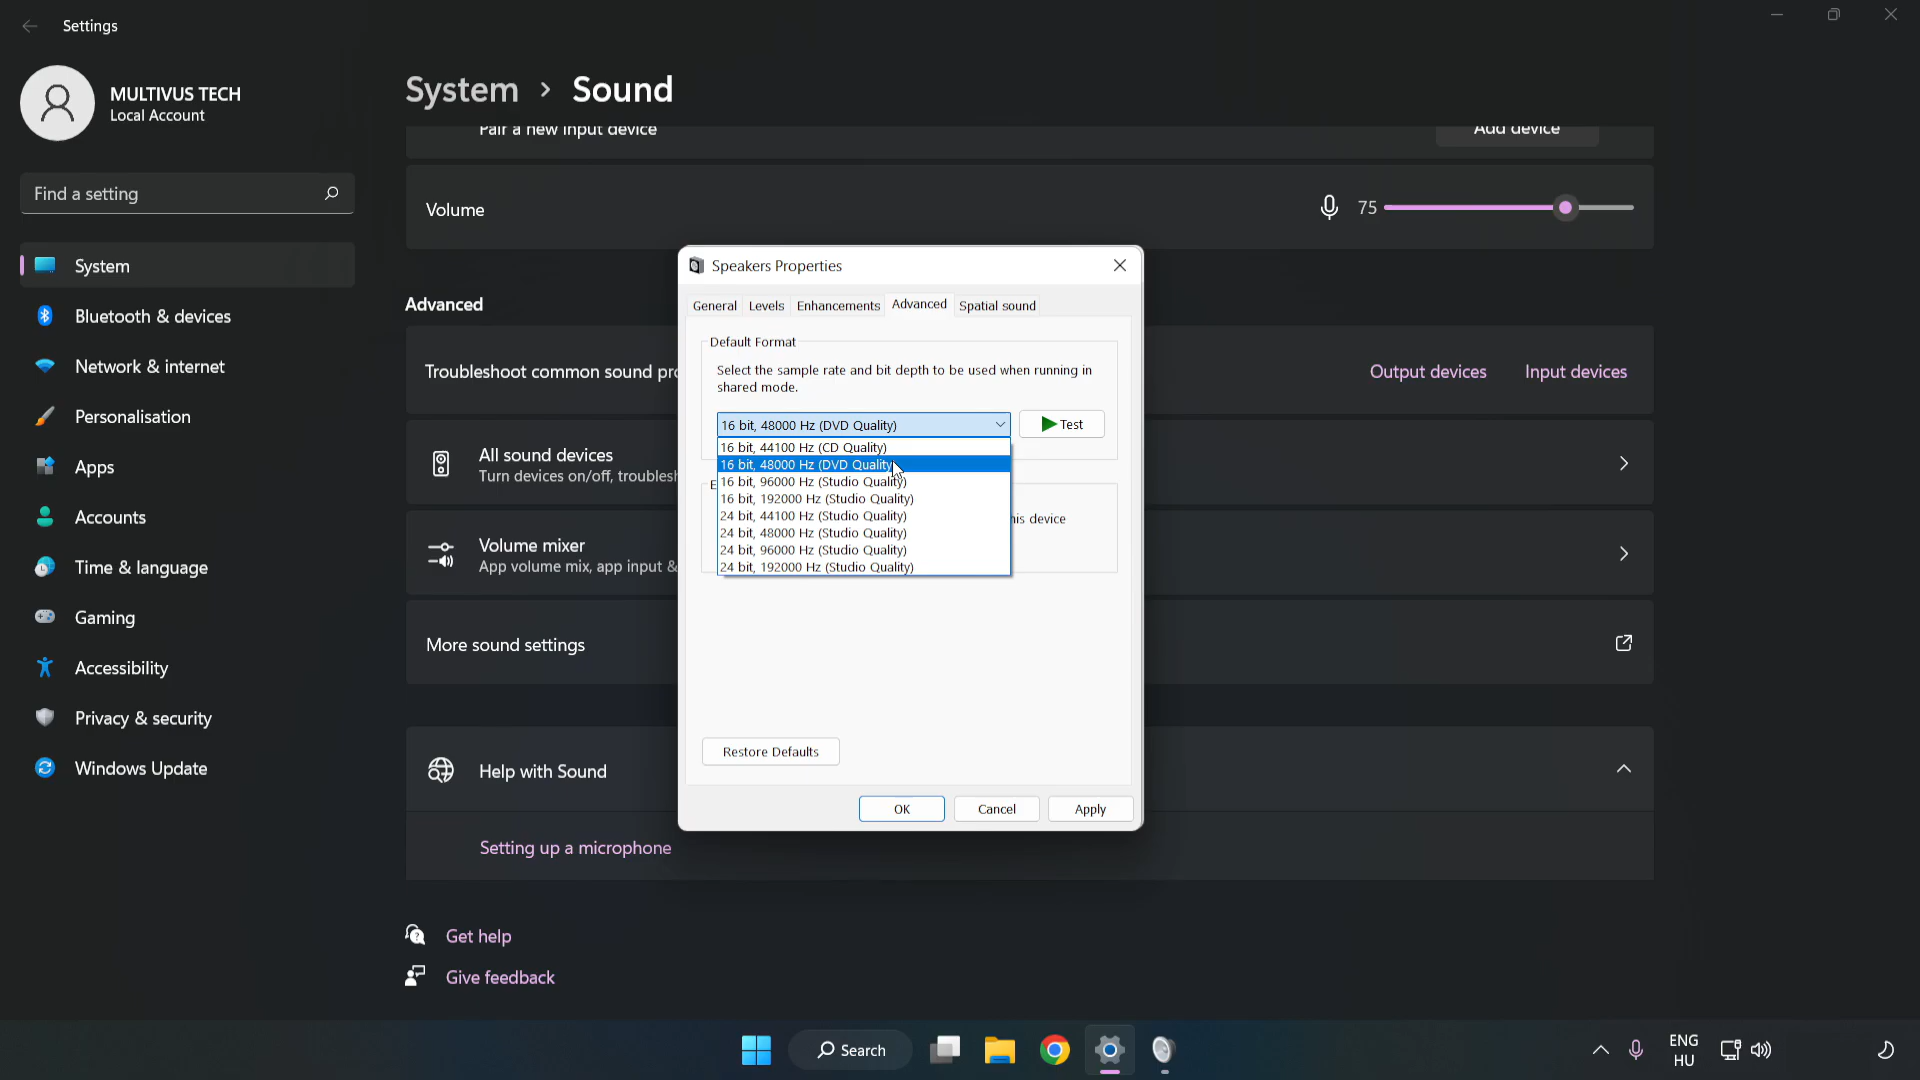 Settings
MULTIVUS TECH
Local Account
Find a setting
System
Bluetooth & devices
Network & internet
Personalisation
Apps
Accounts
Time & language
Gaming
Accessibility
Privacy & security
Windows Update
System > Sound
Pair a new input device
Add device
Volume
75
Advanced
Troubleshoot common sound pro
Output devices
Input devices
All sound devices
Turn devices on/off, troublesh
Volume mixer
App volume mix, app input &
More sound settings
Help with Sound
Setting up a microphone
Get help
Give feedback
Speakers Properties
General Levels Enhancements Advanced Spatial sound
Default Format
Select the sample rate and bit depth to be used when running in
shared mode.
16 bit, 48000 Hz (DVD Quality)
Test
16 bit, 44100 Hz (CD Quality)
16 bit, 48000 Hz (DVD Quality)
16 bit, 96000 Hz (Studio Quality)
16 bit, 192000 Hz (Studio Quality)
24 bit, 44100 Hz (Studio Quality)
24 bit, 48000 Hz (Studio Quality)
24 bit, 96000 Hz (Studio Quality)
24 bit, 192000 Hz (Studio Quality)
his device
Restore Defaults
OK
Cancel
Apply
Search
ENG
HU